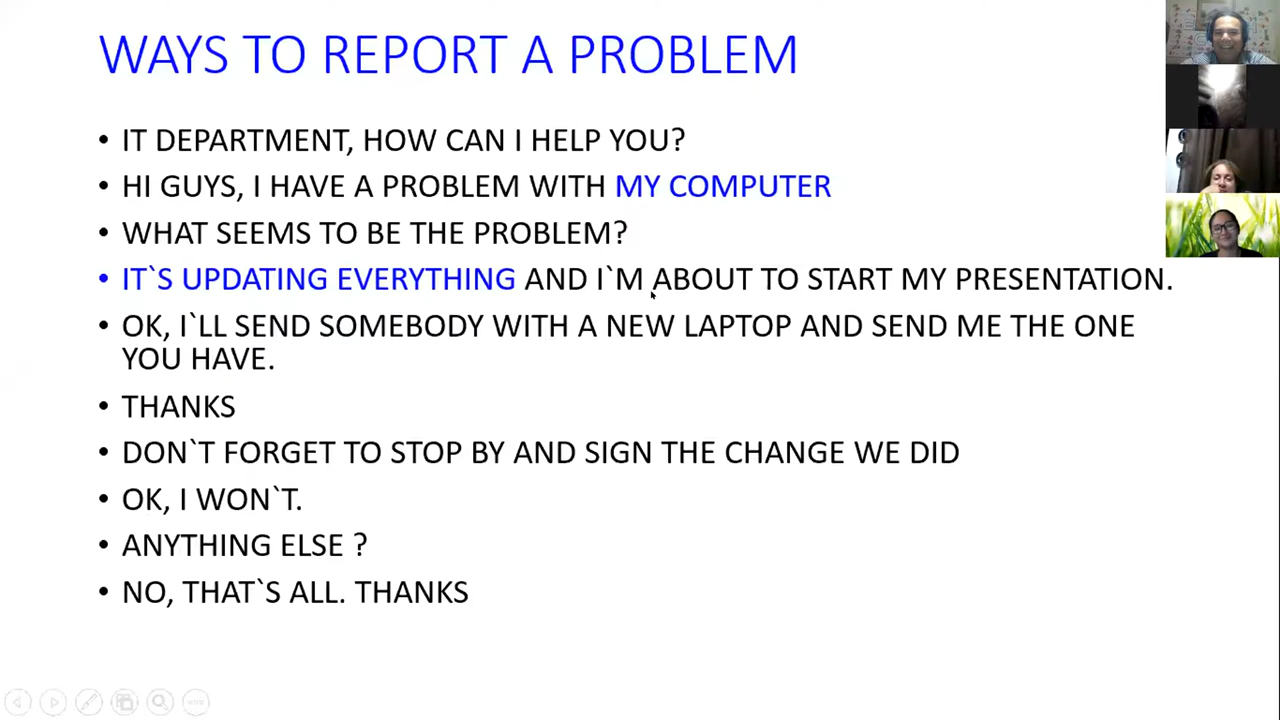 WAYS TO REPORT A PROBLEM
• IT DEPARTMENT, HOW CAN I HELP YOU?
• HI GUYS, I HAVE A PROBLEM WITH MY COMPUTER
• WHAT SEEMS TO BE THE PROBLEM?
• IT`S UPDATING EVERYTHING AND I`M ABOUT TO START MY PRESENTATION.
• OK, I`LL SEND SOMEBODY WITH A NEW LAPTOP AND SEND ME THE ONE
YOU HAVE.
• THANKS
• DON`T FORGET TO STOP BY AND SIGN THE CHANGE WE DID
• OK, I WON`T.
• ANYTHING ELSE ?
• NO, THAT`S ALL. THANKS